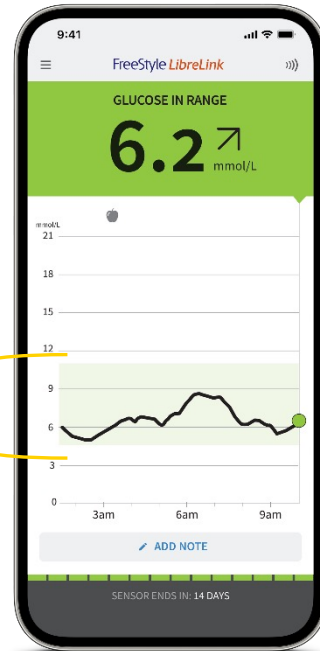 9:41
FreeStyle LibreLink
GLUCOSE IN RANGE
6.2
mmol/L
mmol/L
21
18
15
12
9
6
3
0
3am 6am 9am
ADD NOTE
SENSOR ENDS IN: 14 DAYS